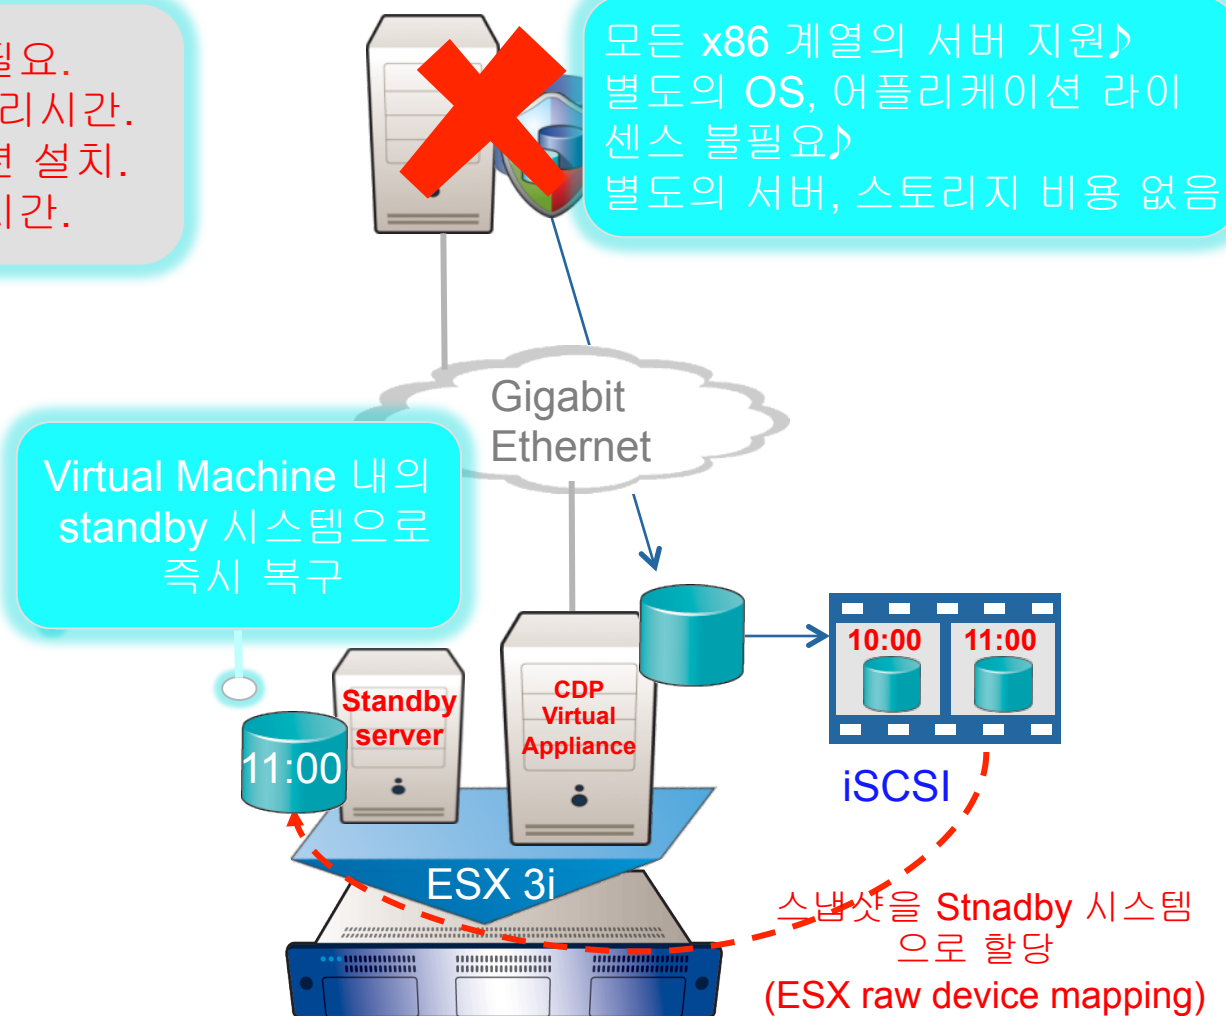 필요.
리시간.
설치.
시간.
모든 x86 계열의 서버 지원♪
별도의 OS, 어플리케이션 라이
센스 불필요♪
별도의 서버, 스토리지 비용 없음
Gigabit
Ethernet
Virtual Machine 내의
standby 시스템으로
즉시 복구
10:00
11:00
Standby
server
CDP
Virtual
Appliance
11:00
iSCSI
ESX 3i
스냅샷을 Stnadby 시스템
으로 할당
(ESX raw device mapping)